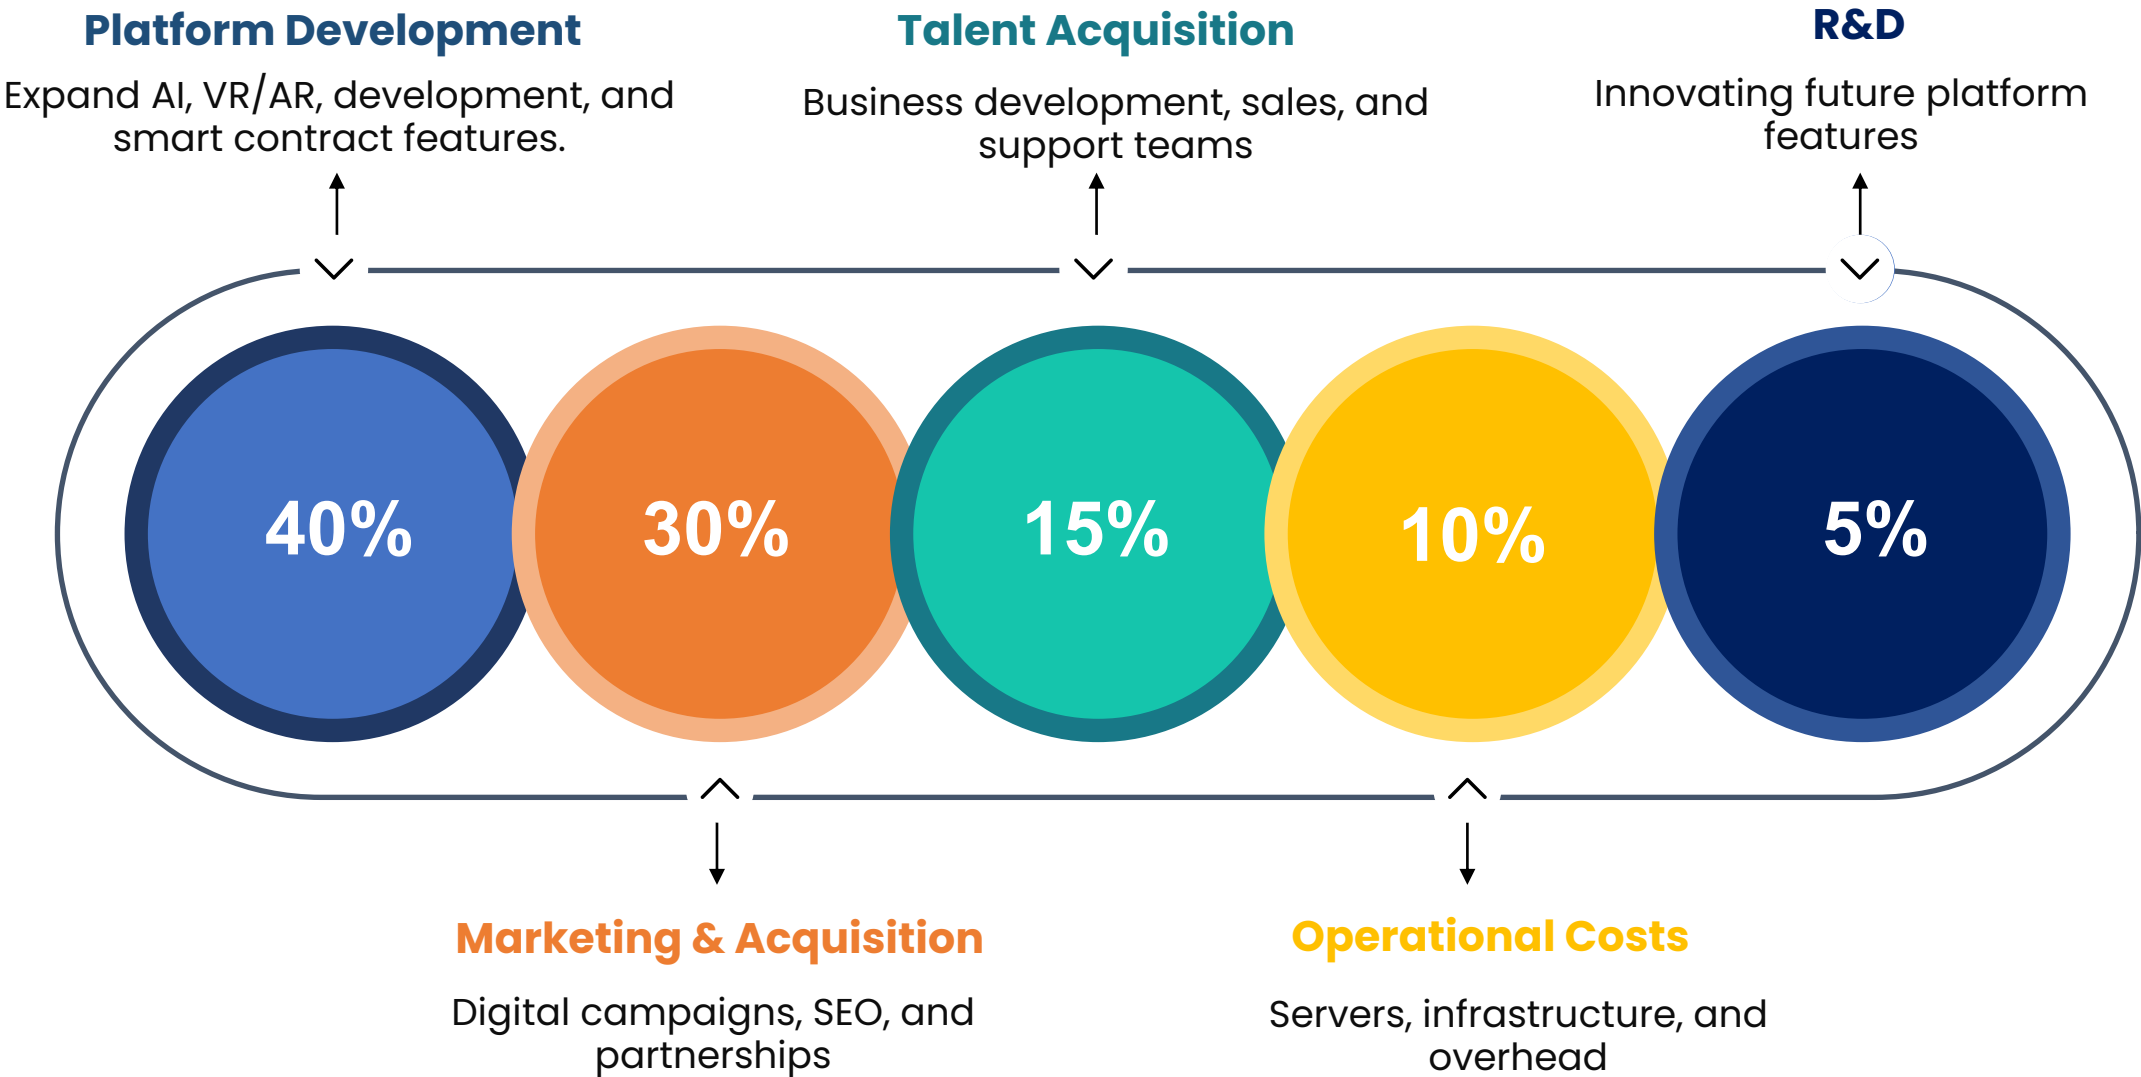 Platform Development
Expand AI, VR/AR, development, and
smart contract features.
Talent Acquisition
Business development, sales, and
support teams
R&D
Innovating future platform
features
40%
30%
15%
10%
5%
Marketing & Acquisition
Digital campaigns, SEO, and
partnerships
Operational Costs
Servers, infrastructure, and
overhead